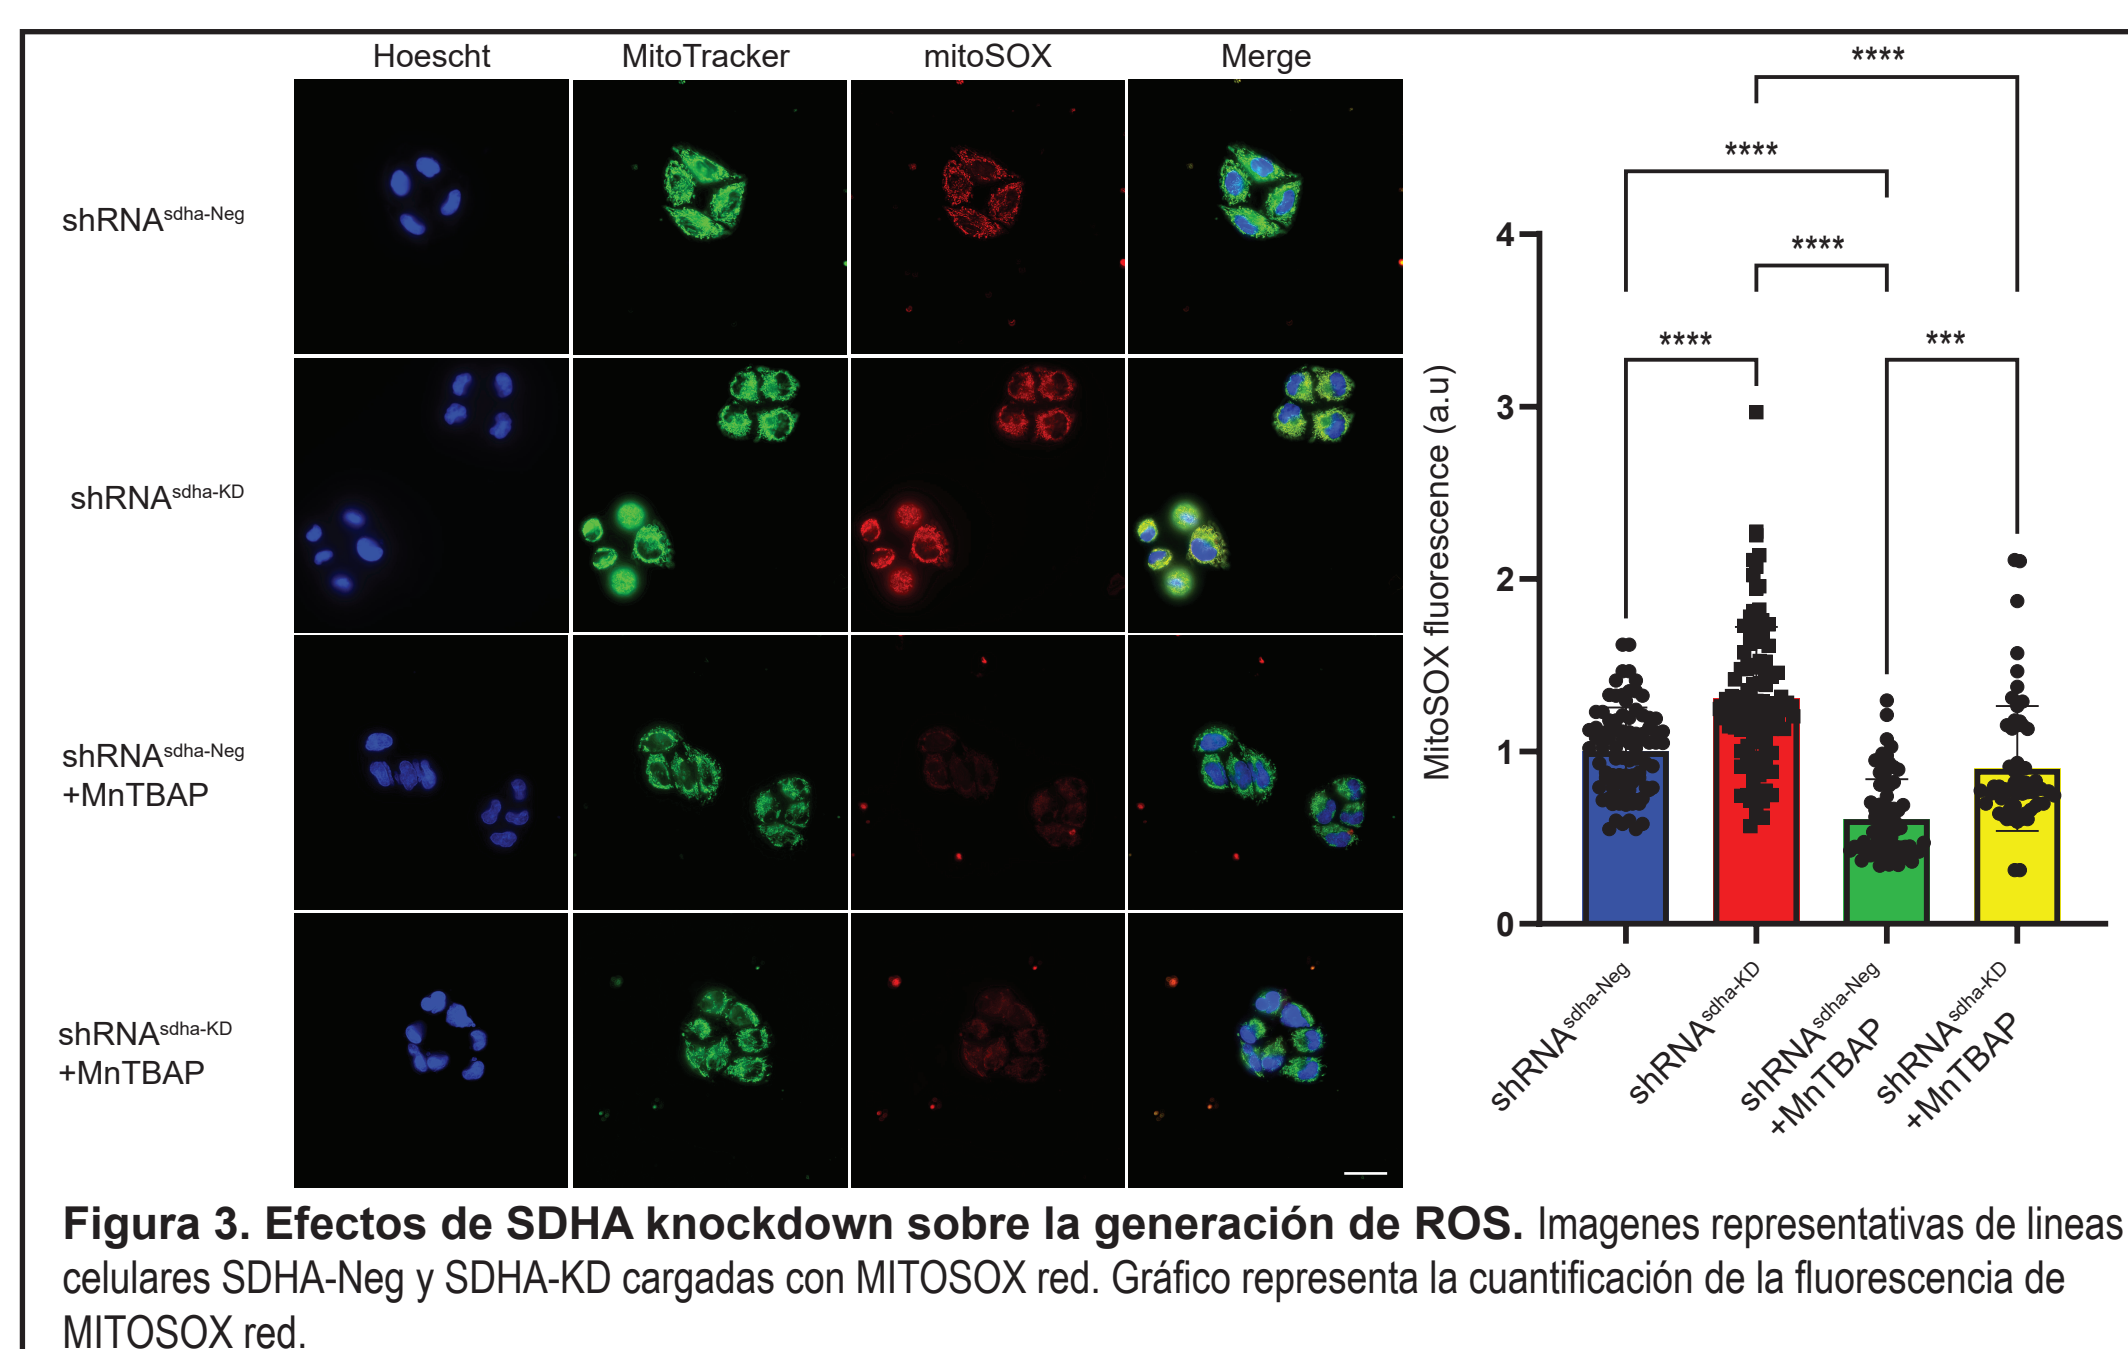 Hoescht MitoTracker mitoSOX Merge
shRNAsdha-Neg
shRNAsdha-KD
shRNAsdha-Neg
+MnTBAP
shRNAsdha-KD
+MnTBAP
****
****
****
****
***
MitoSOX fluorescence (a.u)
4
3
2
1
0
shRNAsdha-Neg
shRNAsdha-KD
shRNAsdha-Neg
+MnTBAP
shRNAsdha-KD
+MnTBAP
Figura 3. Efectos de SDHA knockdown sobre la generación de ROS. Imagenes representativas de lineas
celulares SDHA-Neg y SDHA-KD cargadas con MITOSOX red. Gráfico representa la cuantificación de la fluorescencia de
MITOSOX red.